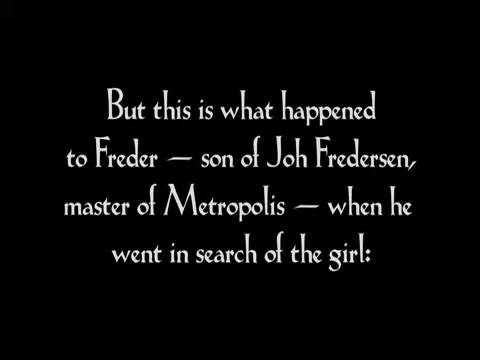 But this is what happened
to Freder — son of Joh Fredersen,
master of Metropolis — when he
went in search of the girl: